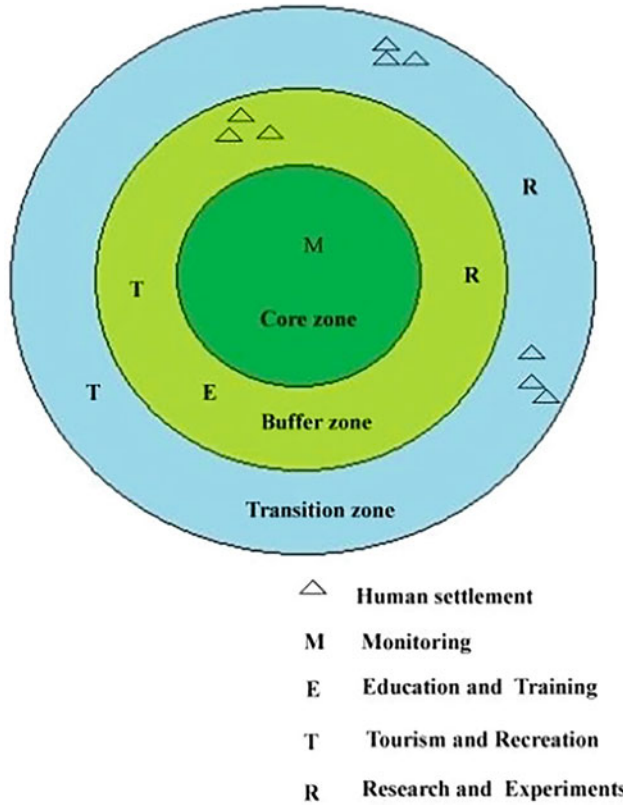 R
M
T
R
Core zone
T
E
Buffer zone
Transition zone
Human settlement
M Monitoring
E Education and Training
T Tourism and Recreation
R Research and Experiments